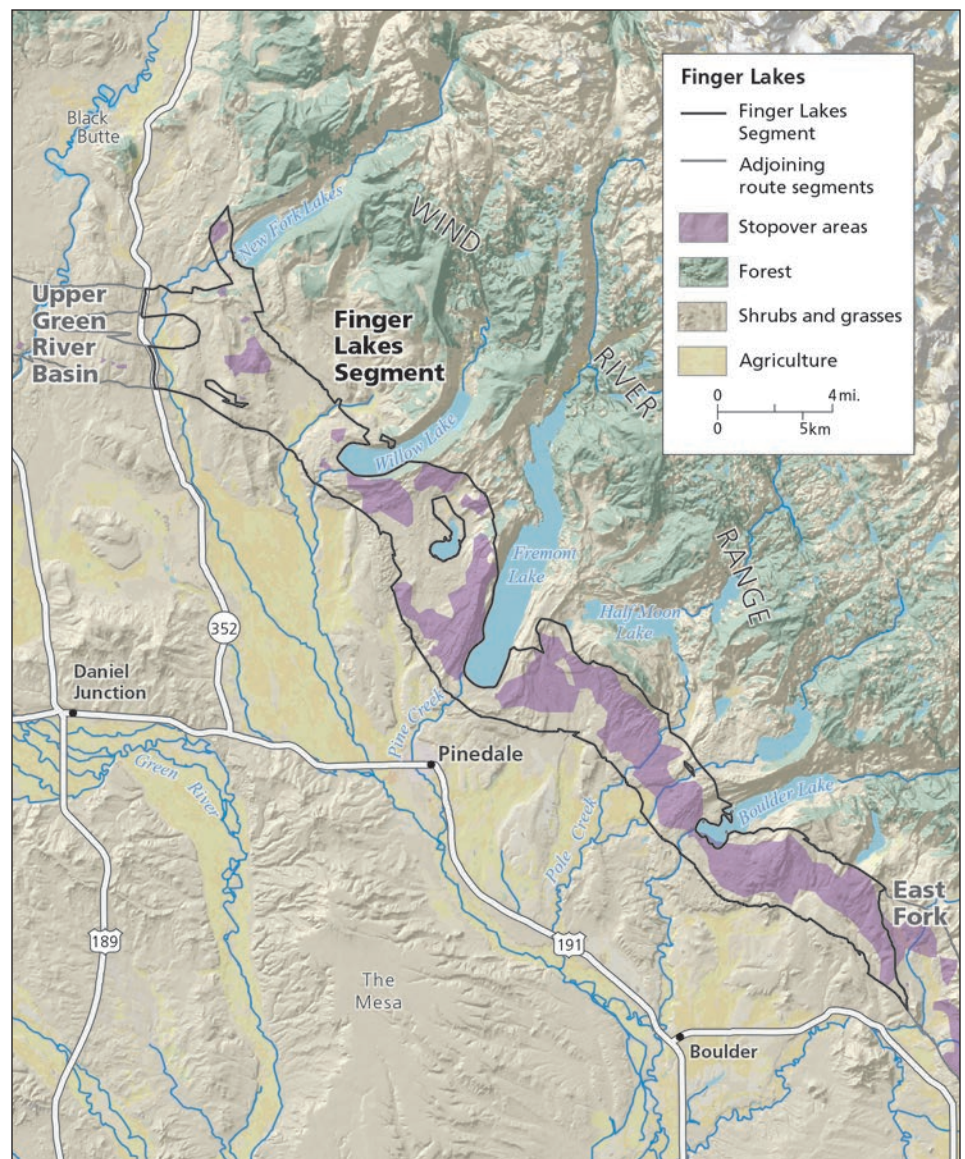 Finger Lakes
Finger Lakes
Segment
Adjoining
route segments
Stopover areas
Forest
Shrubs and grasses
Agriculture
0
4 mi.
0
5km
Black
Butte
New Fork Lakes
WIND
Upper
Green
River
Basin
Finger
Lakes
Segment
RIVER
Willow Lake
Fremont
Lake
RANGE
Half Moon
Lake
352
Daniel
Junction
Pine Creek
Green
River
Pinedale
Boulder Lake
Pole Creek
East
Fork
189
191
The
Mesa
Boulder